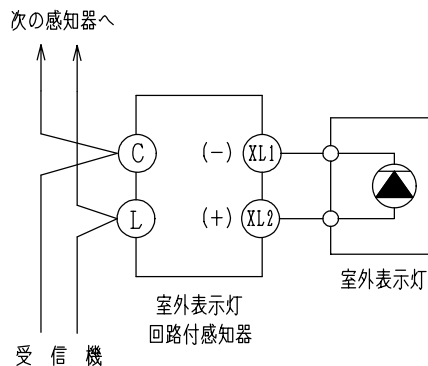 次の感知器へ
C
(-)
XL1
L
(+)
XL2
室外表示灯
室外表示灯
回路付感知器
受 信 機